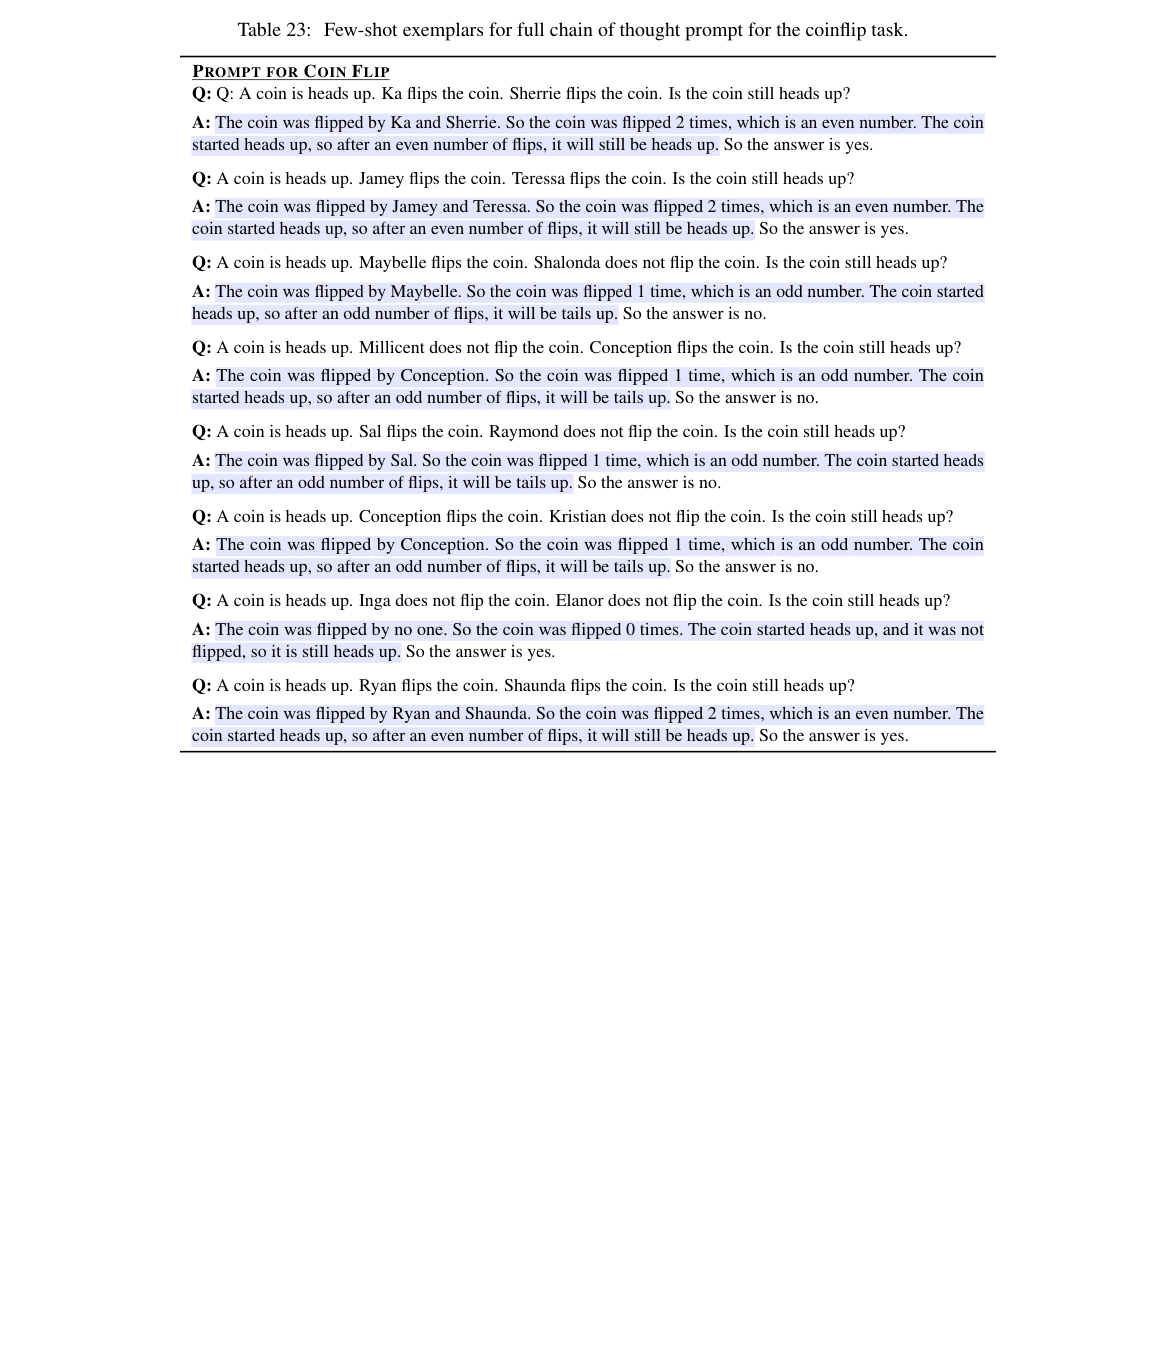 Table 23: Few-shot exemplars for full chain of thought prompt for the coinflip task.
PROMPT FOR COIN FLIP
Q: Q: A coin is heads up. Ka flips the coin. Sherrie flips the coin. Is the coin still heads up?
A: The coin was flipped by Ka and Sherrie. So the coin was flipped 2 times, which is an even number. The coin
started heads up, so after an even number of flips, it will still be heads up. So the answer is yes.
Q: A coin is heads up. Jamey flips the coin. Teressa flips the coin. Is the coin still heads up?
A: The coin was flipped by Jamey and Teressa. So the coin was flipped 2 times, which is an even number. The
coin started heads up, so after an even number of flips, it will still be heads up. So the answer is yes.
Q: A coin is heads up. Maybelle flips the coin. Shalonda does not flip the coin. Is the coin still heads up?
A: The coin was flipped by Maybelle. So the coin was flipped 1 time, which is an odd number. The coin started
heads up, so after an odd number of flips, it will be tails up. So the answer is no.
Q: A coin is heads up. Millicent does not flip the coin. Conception flips the coin. Is the coin still heads up?
A: The coin was flipped by Conception. So the coin was flipped 1 time, which is an odd number. The coin
started heads up, so after an odd number of flips, it will be tails up. So the answer is no.
Q: A coin is heads up. Sal flips the coin. Raymond does not flip the coin. Is the coin still heads up?
A: The coin was flipped by Sal. So the coin was flipped 1 time, which is an odd number. The coin started heads
up, so after an odd number of flips, it will be tails up. So the answer is no.
Q: A coin is heads up. Conception flips the coin. Kristian does not flip the coin. Is the coin still heads up?
A: The coin was flipped by Conception. So the coin was flipped 1 time, which is an odd number. The coin
started heads up, so after an odd number of flips, it will be tails up. So the answer is no.
Q: A coin is heads up. Inga does not flip the coin. Elanor does not flip the coin. Is the coin still heads up?
A: The coin was flipped by no one. So the coin was flipped 0 times. The coin started heads up, and it was not
flipped, so it is still heads up. So the answer is yes.
Q: A coin is heads up. Ryan flips the coin. Shaunda flips the coin. Is the coin still heads up?
A: The coin was flipped by Ryan and Shaunda. So the coin was flipped 2 times, which is an even number. The
coin started heads up, so after an even number of flips, it will still be heads up. So the answer is yes.